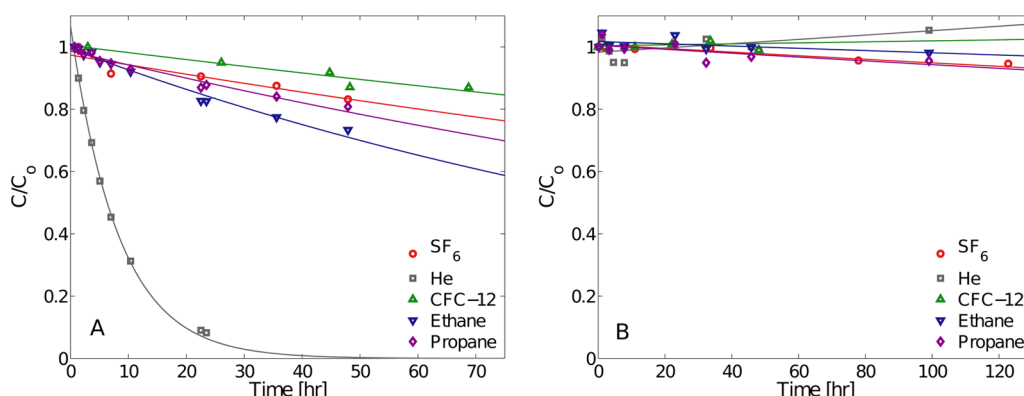 C/C₀
1
0.8
0.6
0.4
0.2
0
A
SF₆
He
CFC−12
Ethane
Propane
0 10 20 30 40 50 60 70
Time [hr]
C/C₀
1
0.8
0.6
0.4
0.2
0
B
SF₆
He
CFC−12
Ethane
Propane
0 20 40 60 80 100 120
Time [hr]